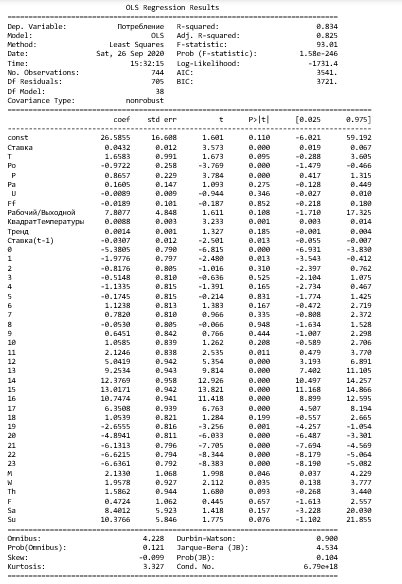 OLS Regression Results
Dep. Variable: Потребление R-squared: 0.834
Model: OLS Adj. R-squared: 0.825
Method: Least Squares F-statistic: 93.01
Date: Sat, 26 Sep 2020 Prob (F-statistic): 1.58e-246
Time: 15:32:15 Log-Likelihood: -1731.4
No. Observations: 744 AIC: 3541.
Df Residuals: 705 BIC: 3721.
Df Model: 38
Covariance Type: nonrobust
coef std err t P>|t| [0.025 0.975]
const 26.5855 16.608 1.601 0.110 -6.021 59.192
Ставка 0.0432 0.012 3.573 0.000 0.019 0.067
T 1.6583 0.991 1.673 0.095 -0.288 3.605
Po -0.9722 0.258 -3.769 0.000 -1.479 -0.466
P 0.8657 0.229 3.784 0.000 0.417 1.315
Pa 0.1605 0.147 1.093 0.275 -0.128 0.449
U -0.0089 0.009 -0.944 0.346 -0.027 0.010
Ff -0.0189 0.101 -0.187 0.852 -0.218 0.180
Рабочий/Выходной 7.8077 4.848 1.611 0.108 -1.710 17.325
КвадратТемпературы 0.0088 0.003 3.233 0.001 0.003 0.014
Тренд 0.0014 0.001 1.327 0.185 -0.001 0.004
Ставка(t-1) -0.0307 0.012 -2.501 0.013 -0.055 -0.007
0 -5.3805 0.790 -6.815 0.000 -6.931 -3.830
1 -1.9776 0.797 -2.480 0.013 -3.543 -0.412
2 -0.8176 0.805 -1.016 0.310 -2.397 0.762
3 -0.5148 0.810 -0.636 0.525 -2.104 1.075
4 -1.1335 0.815 -1.391 0.165 -2.734 0.467
5 -0.1745 0.815 -0.214 0.831 -1.774 1.425
6 1.1238 0.813 1.383 0.167 -0.472 2.719
7 0.7820 0.810 0.966 0.335 -0.808 2.372
8 -0.0530 0.805 -0.066 0.948 -1.634 1.528
9 0.6451 0.842 0.766 0.444 -1.007 2.298
10 1.0585 0.839 1.262 0.208 -0.589 2.706
11 2.1246 0.838 2.535 0.011 0.479 3.770
12 5.0419 0.942 5.354 0.000 3.193 6.891
13 9.2534 0.943 9.814 0.000 7.402 11.105
14 12.3769 0.958 12.926 0.000 10.497 14.257
15 13.0171 0.942 13.821 0.000 11.168 14.866
16 10.7474 0.941 11.418 0.000 8.899 12.595
17 6.3508 0.939 6.763 0.000 4.507 8.194
18 1.0539 0.821 1.284 0.199 -0.557 2.665
19 -2.6555 0.816 -3.256 0.001 -4.257 -1.054
20 -4.8941 0.811 -6.033 0.000 -6.487 -3.301
21 -6.1313 0.796 -7.705 0.000 -7.694 -4.569
22 -6.6215 0.794 -8.344 0.000 -8.179 -5.064
23 -6.6361 0.792 -8.383 0.000 -8.190 -5.082
M 2.1330 1.068 1.998 0.046 0.037 4.229
W 1.9578 0.927 2.112 0.035 0.138 3.777
Th 1.5862 0.944 1.680 0.093 -0.268 3.440
F 0.4724 1.062 0.445 0.657 -1.613 2.557
Sa 8.4012 5.923 1.418 0.157 -3.228 20.030
Su 10.3766 5.846 1.775 0.076 -1.102 21.855
Omnibus: 4.228 Durbin-Watson: 0.900
Prob(Omnibus): 0.121 Jarque-Bera (JB): 4.534
Skew: -0.099 Prob(JB): 0.104
Kurtosis: 3.327 Cond. No. 6.79e+18